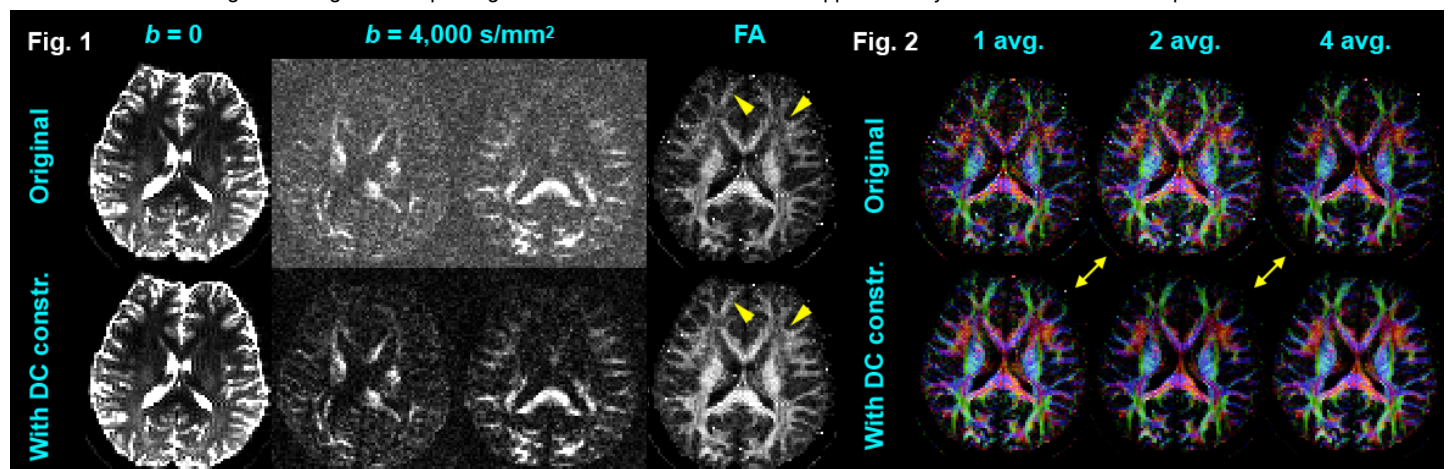 Fig. 1
b = 0
b = 4,000 s/mm²
FA
Original
With DC constr.
Fig. 2
1 avg.
2 avg.
4 avg.
Original
With DC constr.